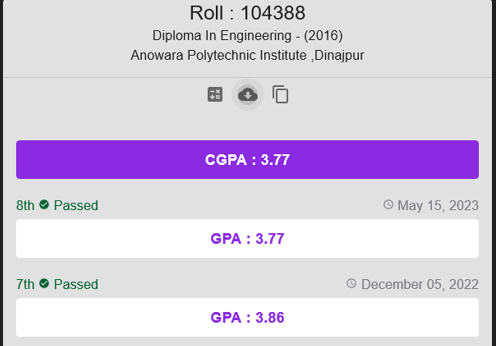 Roll : 104388
Diploma In Engineering - (2016)
Anowara Polytechnic Institute ,Dinajpur
CGPA : 3.77
8th Passed May 15, 2023
GPA : 3.77
7th Passed December 05, 2022
GPA : 3.86